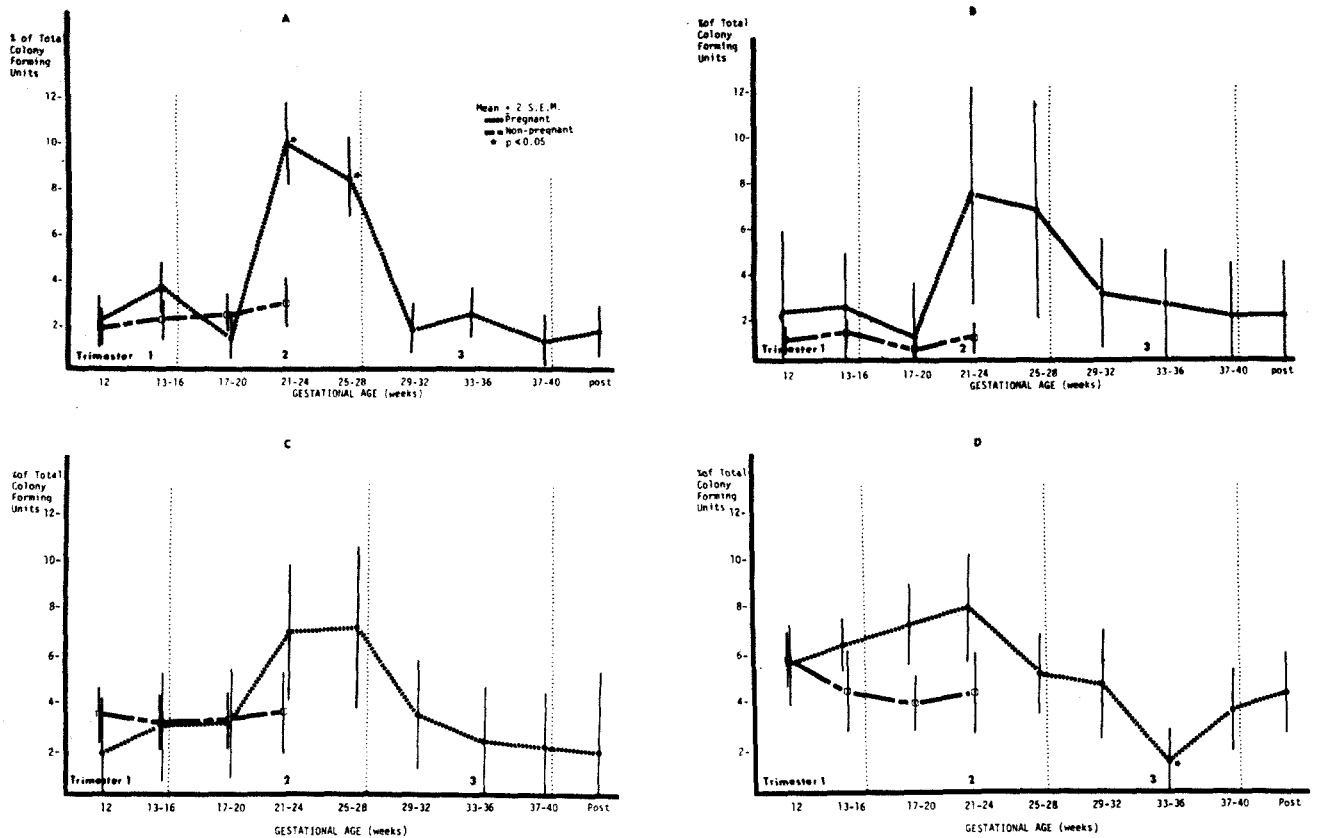 A
% of Total
Colony
Forming
Units
12-
10-
8-
6-
4-
2-
Mean ± 2 S.E.M.
Pregnant
Non-pregnant
* p<0.05
Trimester 1 2 3
12 13-16 17-20 21-24 25-28 29-32 33-36 37-40 post
GESTATIONAL AGE (weeks)
B
%of Total
Colony
Forming
Units
12-
10-
8-
6-
4-
2-
Trimester 1 2 3
12 13-16 17-20 21-24 25-28 29-32 33-36 37-40 post
GESTATIONAL AGE (weeks)
C
%of Total
Colony
Forming
Units
12-
10-
8-
6-
4-
2-
Trimester 1 2 3
12 13-16 17-20 21-24 25-28 29-32 33-36 37-40 Post
GESTATIONAL AGE (weeks)
D
%of Total
Colony
Forming
Units
12-
10-
8-
6-
4-
2-
Trimester 1 2 3
12 13-16 17-20 21-24 25-28 29-32 33-36 37-40 Post
GESTATIONAL AGE (weeks)